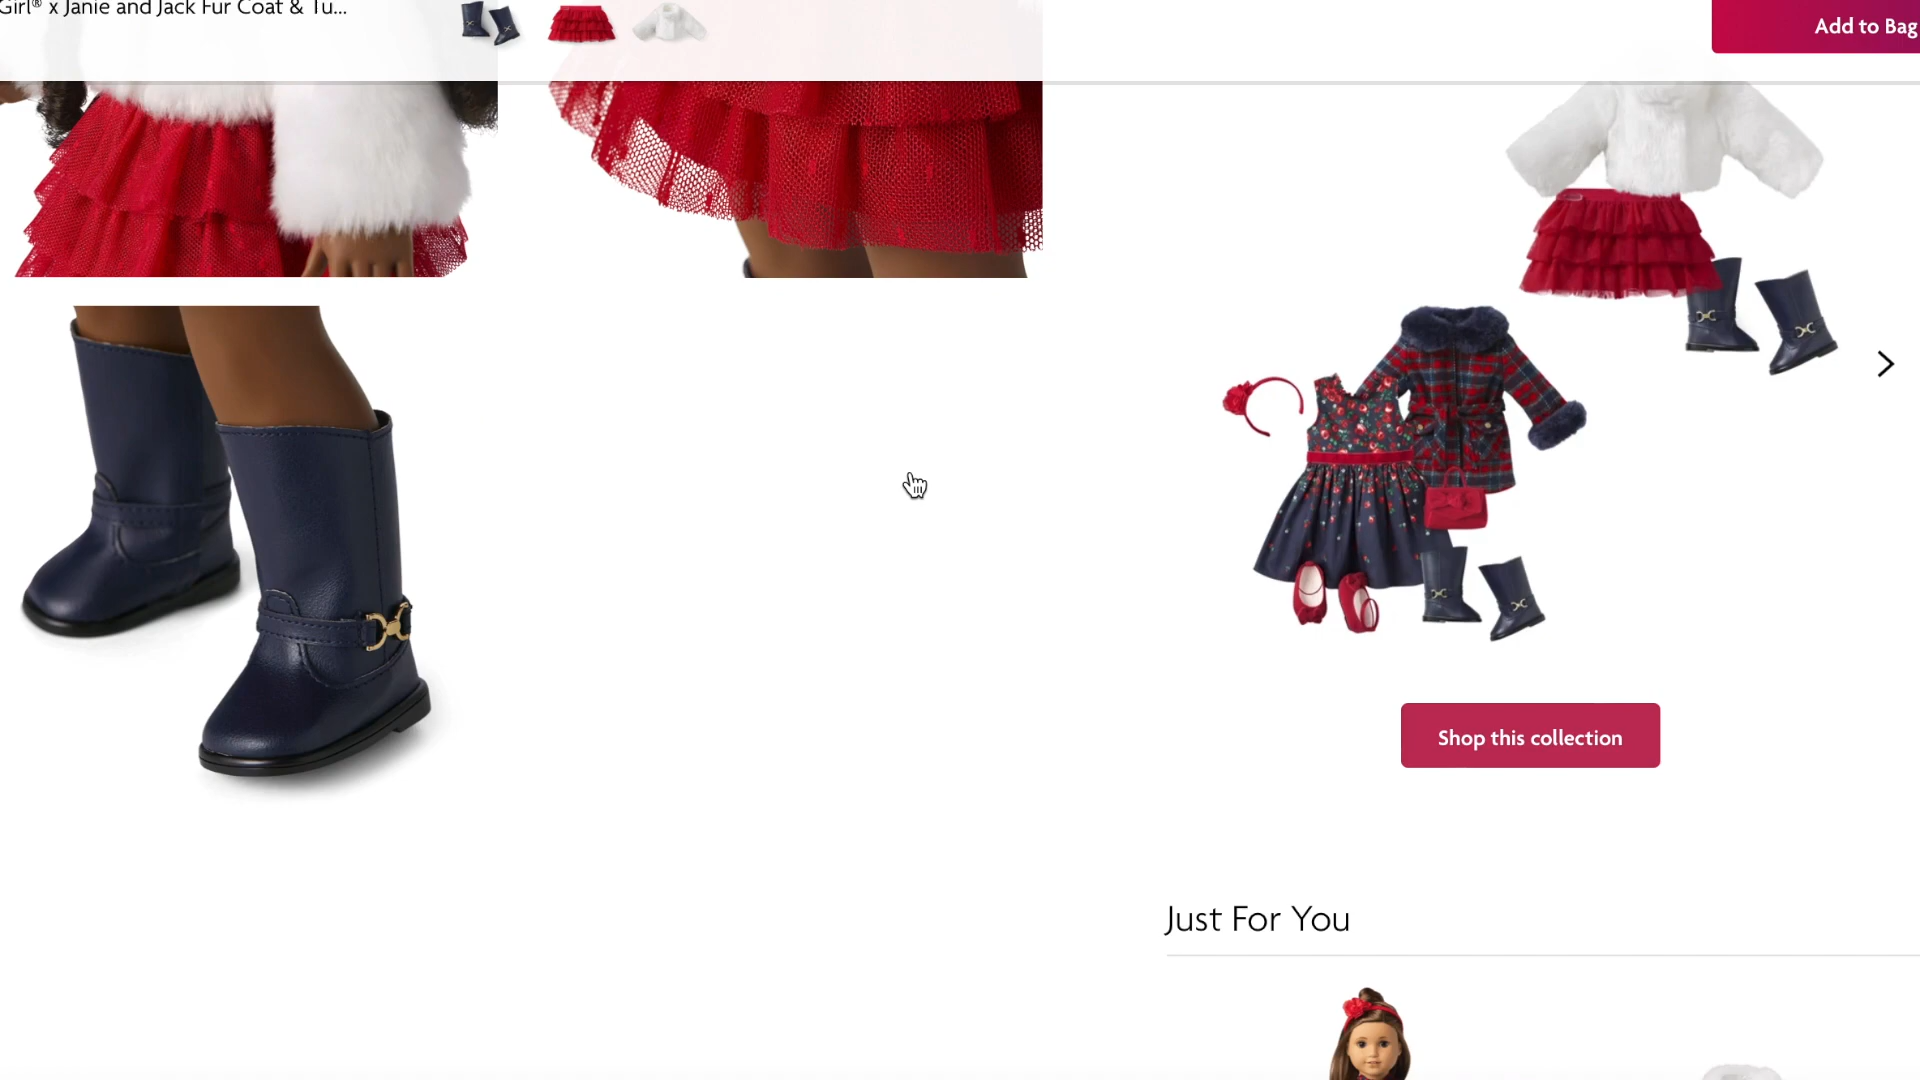 Girl® x Janie and Jack Fur Coat & Tu...
Add to Bag
Shop this collection
Just For You